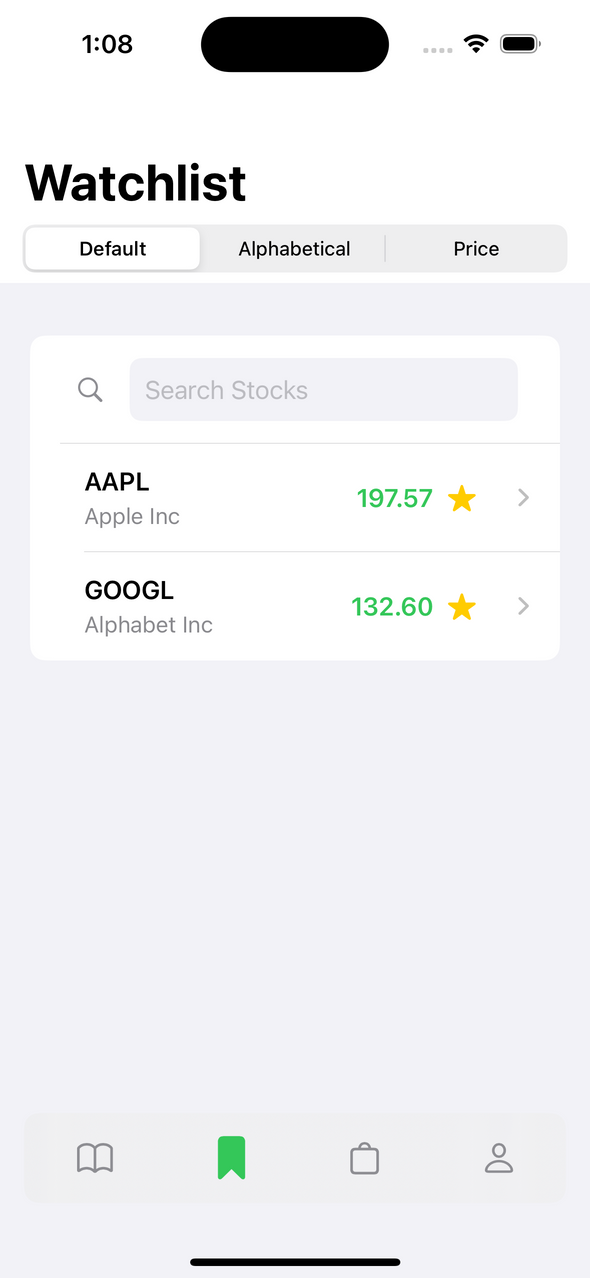 1:08
Watchlist
Default Alphabetical Price
Search Stocks
AAPL
197.57
Apple Inc
GOOGL
132.60
Alphabet Inc